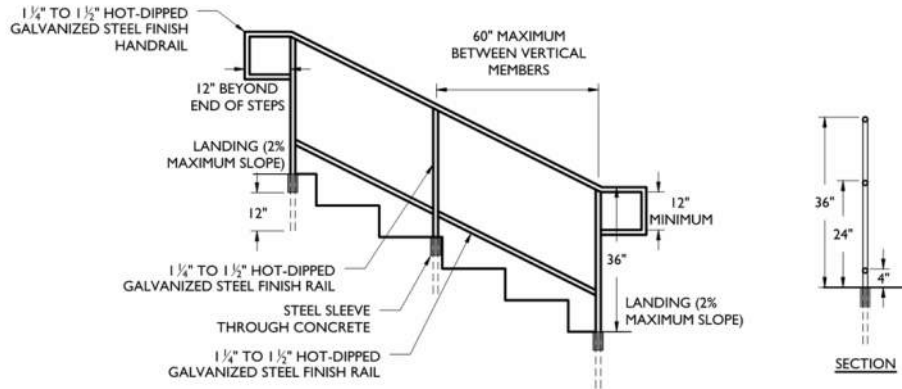 1 ¼" TO 1 ½" HOT-DIPPED
GALVANIZED STEEL FINISH
HANDRAIL
60" MAXIMUM
BETWEEN VERTICAL
MEMBERS
12" BEYOND
END OF STEPS
LANDING (2%
MAXIMUM SLOPE)
12"
12"
MINIMUM
36"
1 ¼" TO 1 ½" HOT-DIPPED
GALVANIZED STEEL FINISH RAIL
STEEL SLEEVE
THROUGH CONCRETE
LANDING (2%
MAXIMUM SLOPE)
1 ¼" TO 1 ½" HOT-DIPPED
GALVANIZED STEEL FINISH RAIL
36"
24"
4"
SECTION